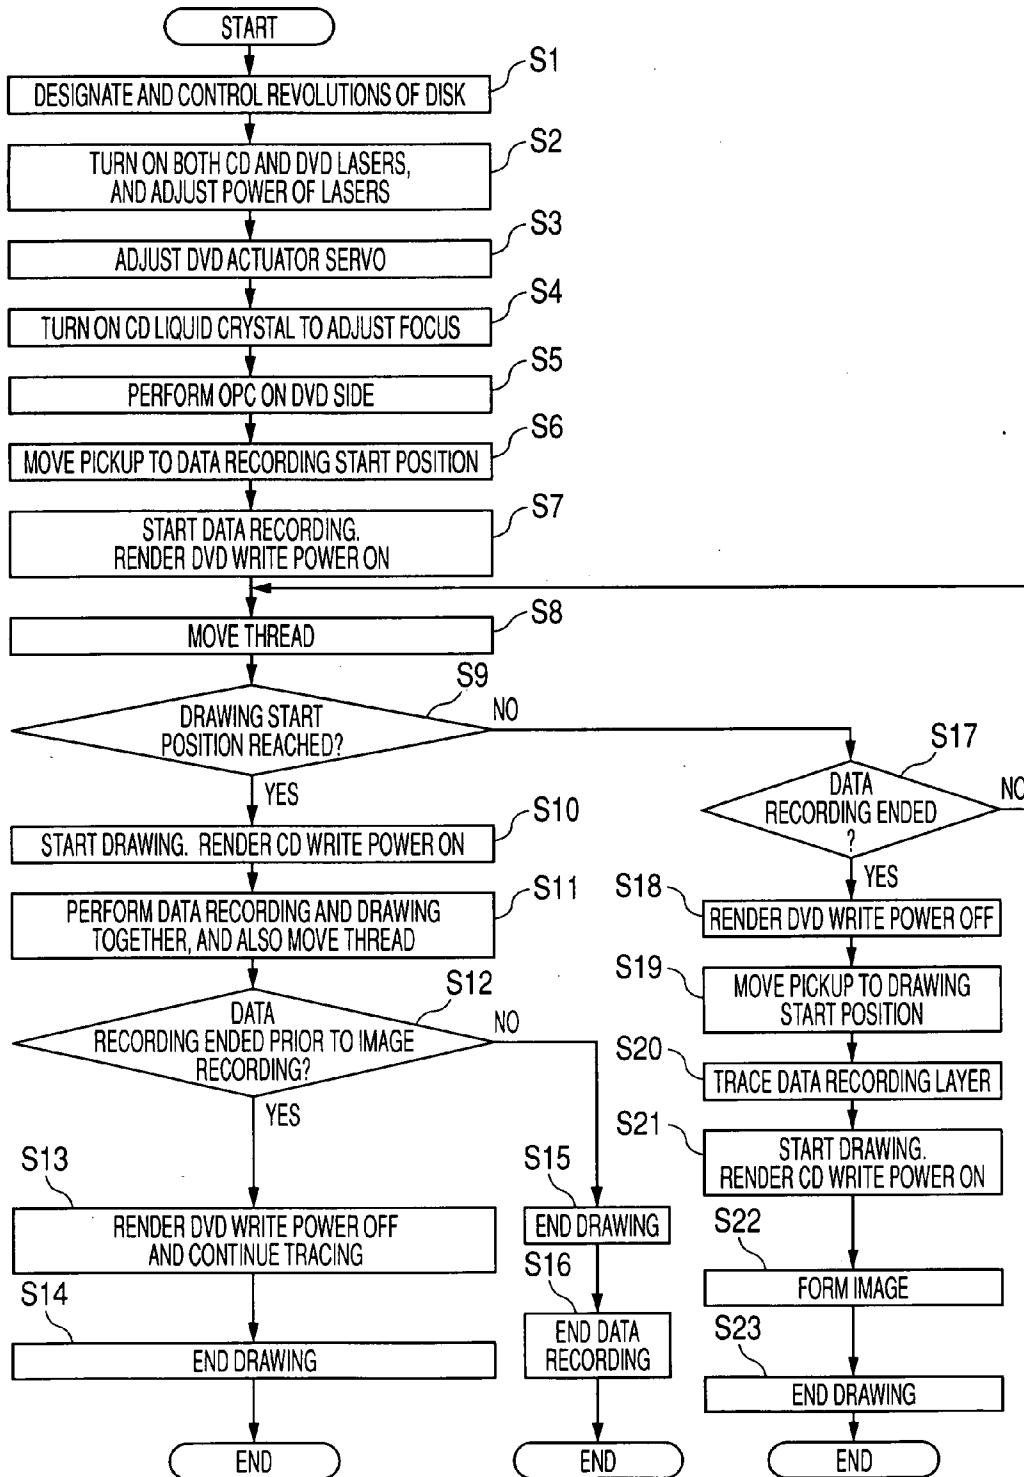 START
S1
DESIGNATE AND CONTROL REVOLUTIONS OF DISK
S2
TURN ON BOTH CD AND DVD LASERS,
AND ADJUST POWER OF LASERS
S3
ADJUST DVD ACTUATOR SERVO
S4
TURN ON CD LIQUID CRYSTAL TO ADJUST FOCUS
S5
PERFORM OPC ON DVD SIDE
S6
MOVE PICKUP TO DATA RECORDING START POSITION
S7
START DATA RECORDING.
RENDER DVD WRITE POWER ON
S8
MOVE THREAD
S9
DRAWING START
POSITION REACHED?
NO
YES
S10
START DRAWING. RENDER CD WRITE POWER ON
S11
PERFORM DATA RECORDING AND DRAWING
TOGETHER, AND ALSO MOVE THREAD
S12
DATA
RECORDING ENDED PRIOR TO IMAGE
RECORDING?
NO
YES
S13
RENDER DVD WRITE POWER OFF
AND CONTINUE TRACING
S14
END DRAWING
END
S15
END DRAWING
S16
END DATA
RECORDING
END
S17
DATA
RECORDING ENDED
?
NO
YES
S18
RENDER DVD WRITE POWER OFF
S19
MOVE PICKUP TO DRAWING
START POSITION
S20
TRACE DATA RECORDING LAYER
S21
START DRAWING.
RENDER CD WRITE POWER ON
S22
FORM IMAGE
S23
END DRAWING
END